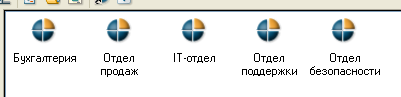 Бухгалтерия
Отдел
продаж
IT-отдел
Отдел
поддержки
Отдел
безопасности